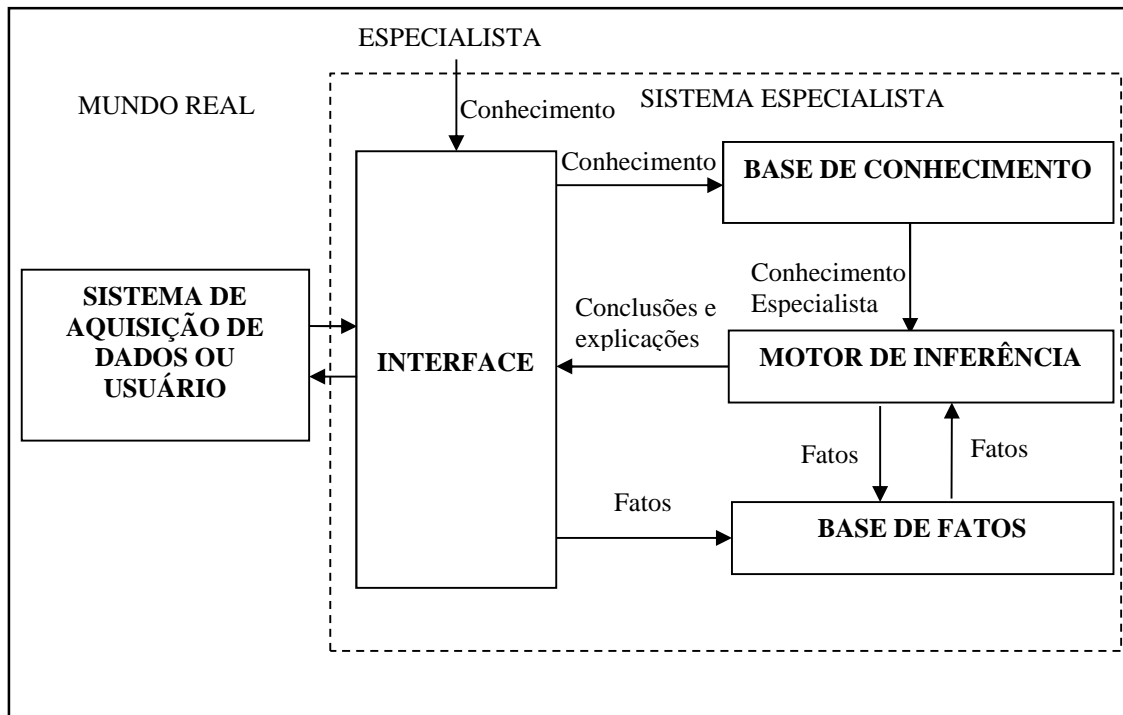 ESPECIALISTA
MUNDO REAL
SISTEMA ESPECIALISTA
Conhecimento
Conhecimento
BASE DE CONHECIMENTO
Conhecimento
Especialista
SISTEMA DE
AQUISIÇÃO DE
DADOS OU
USUÁRIO
INTERFACE
Conclusões e
explicações
MOTOR DE INFERÊNCIA
Fatos
Fatos
Fatos
BASE DE FATOS